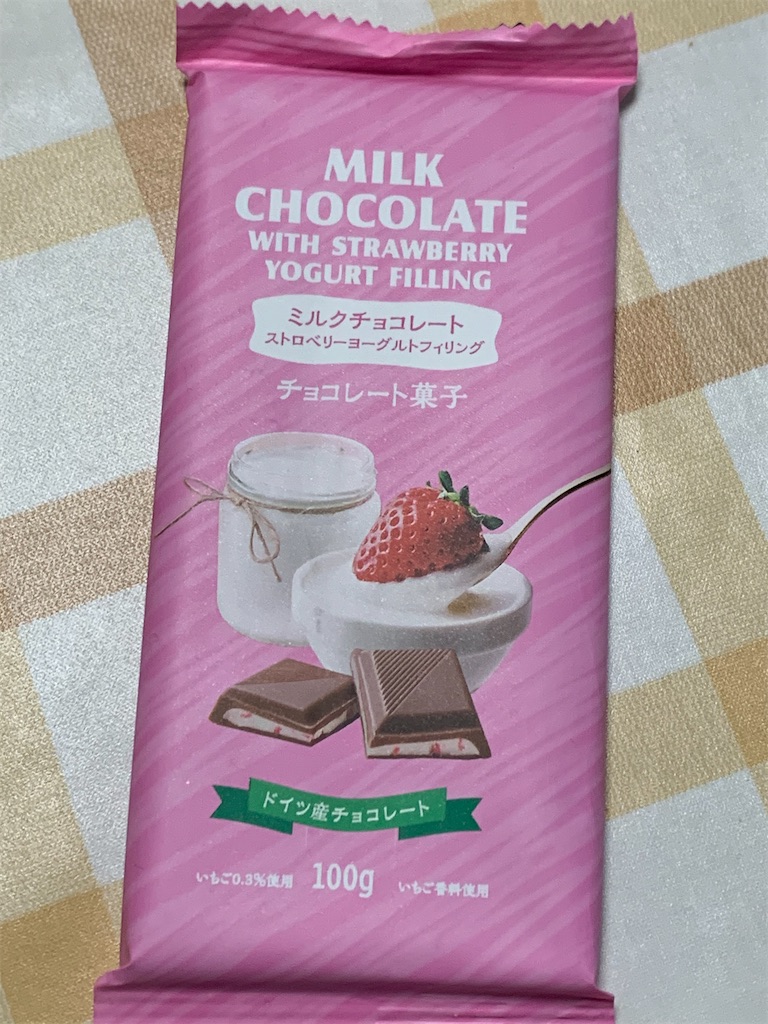 MILK
CHOCOLATE
WITH STRAWBERRY
YOGURT FILLING
ミルクチョコレート
ストロベリーヨーグルトフィリング
チョコレート菓子
ドイツ産チョコレート
いちご0.3%使用 100g いちご香料使用